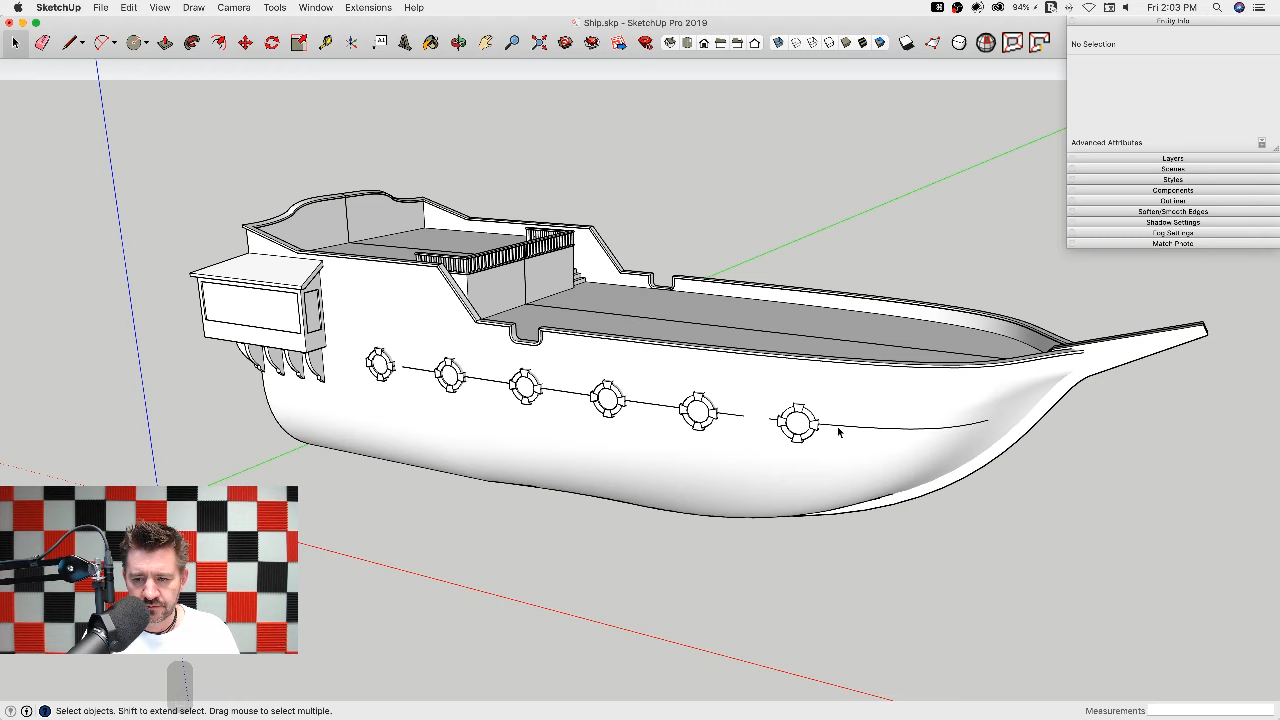 SketchUp File Edit View Draw Camera Tools Window Extensions Help
94% Fri 2:03 PM
Ship.skp - SketchUp Pro 2019
Entity Info
No Selection
Advanced Attributes
Layers
Scenes
Styles
Components
Outliner
Soften/Smooth Edges
Shadow Settings
Fog Settings
Match Photo
Select objects. Shift to extend select. Drag mouse to select multiple.
Measurements